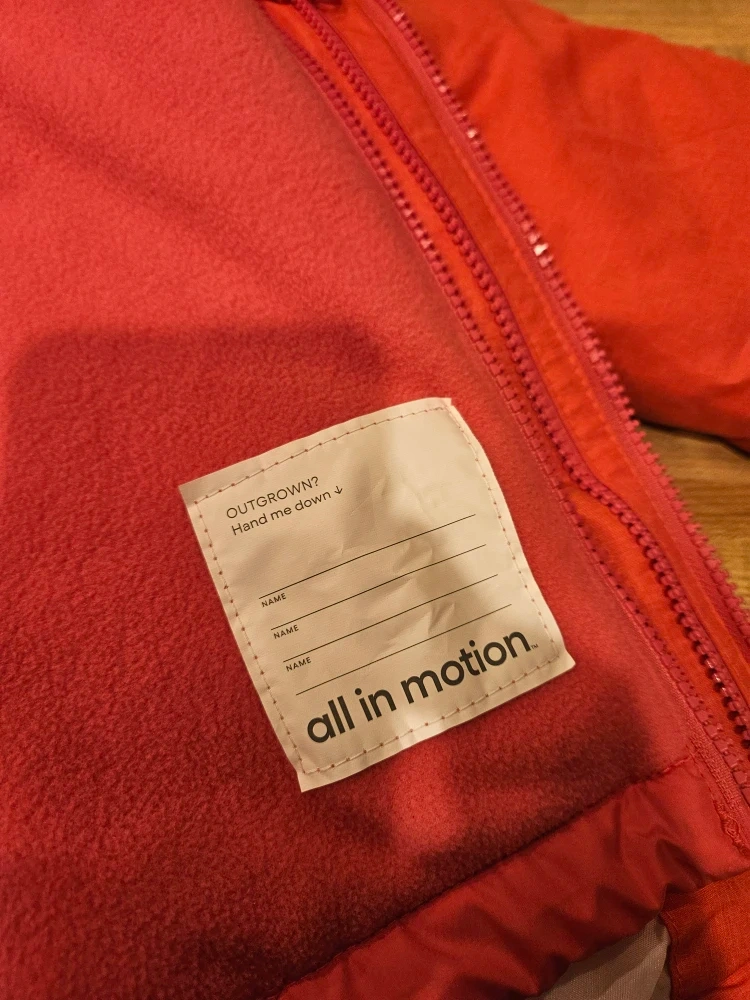 OUTGROWN?
Hand me down ↓
NAME
NAME
NAME
all in motion™